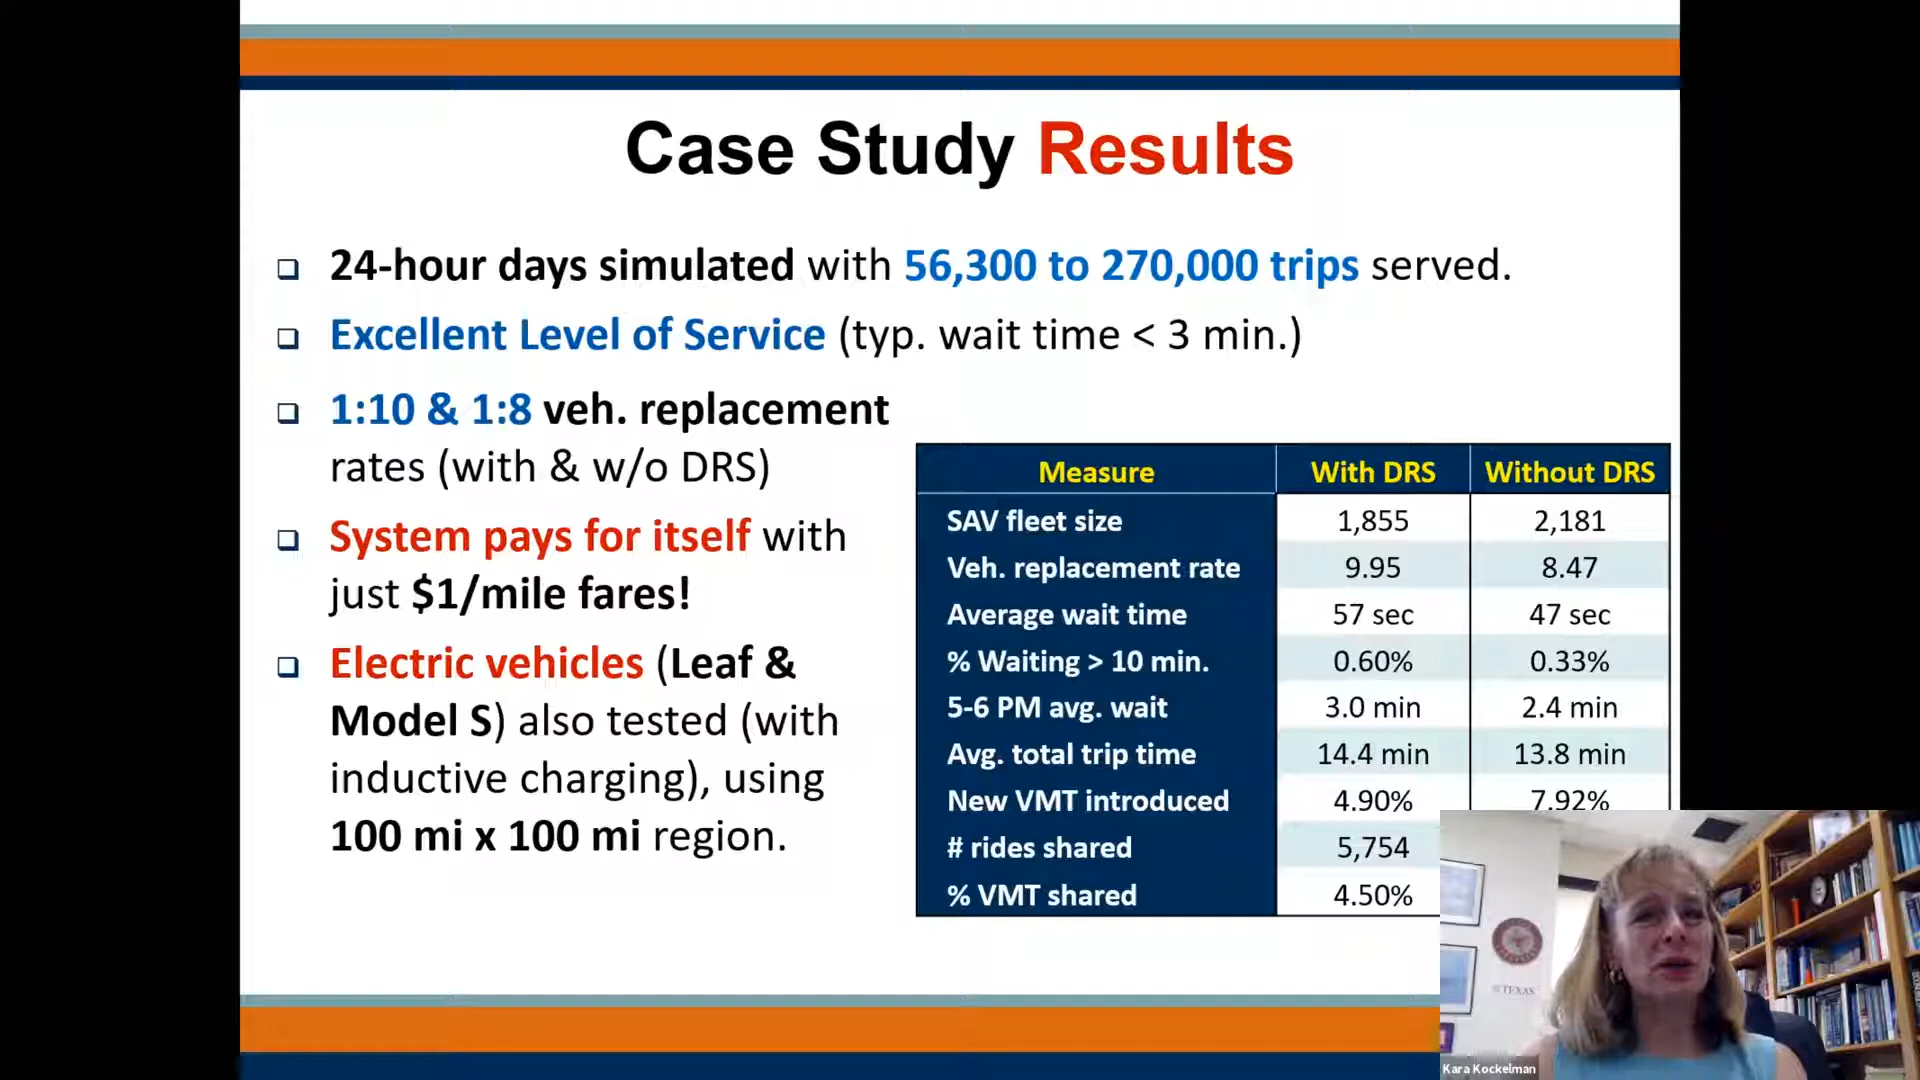 Case Study Results
❑ 24-hour days simulated with 56,300 to 270,000 trips served.
❑ Excellent Level of Service (typ. wait time < 3 min.)
❑ 1:10 & 1:8 veh. replacement
rates (with & w/o DRS)
❑ System pays for itself with
just $1/mile fares!
❑ Electric vehicles (Leaf &
Model S) also tested (with
inductive charging), using
100 mi x 100 mi region.
Measure With DRS Without DRS
SAV fleet size 1,855 2,181
Veh. replacement rate 9.95 8.47
Average wait time 57 sec 47 sec
% Waiting > 10 min. 0.60% 0.33%
5-6 PM avg. wait 3.0 min 2.4 min
Avg. total trip time 14.4 min 13.8 min
New VMT introduced 4.90% 7.92%
# rides shared 5,754
% VMT shared 4.50%
TEXAS
Kara Kockelman